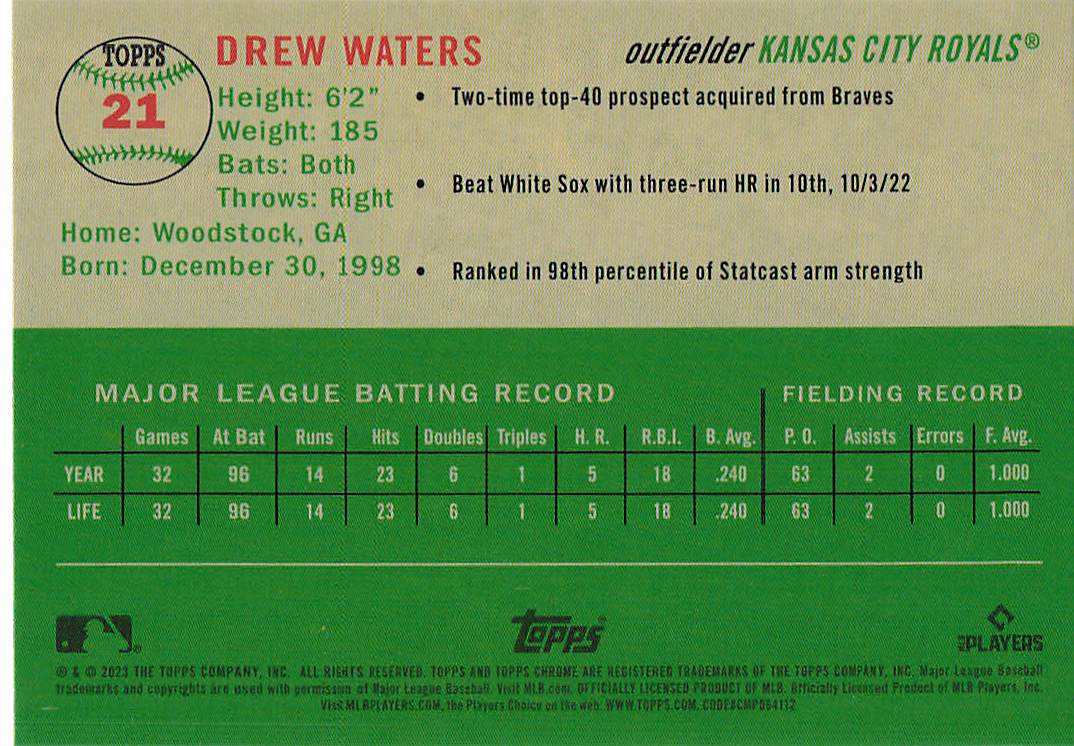 TOPPS
21
DREW WATERS
outfielder KANSAS CITY ROYALS®
Height: 6'2"
Weight: 185
Bats: Both
Throws: Right
Home: Woodstock, GA
Born: December 30, 1998
• Two-time top-40 prospect acquired from Braves
• Beat White Sox with three-run HR in 10th, 10/3/22
• Ranked in 98th percentile of Statcast arm strength
MAJOR LEAGUE BATTING RECORD FIELDING RECORD
Games At Bat Runs Hits Doubles Triples H. R. R.B.I. B. Avg. P. O. Assists Errors F. Avg.
YEAR 32 96 14 23 6 1 5 18 .240 63 2 0 1.000
LIFE 32 96 14 23 6 1 5 18 .240 63 2 0 1.000
Topps®
MLB PLAYERS
® & © 2023 THE TOPPS COMPANY, INC. ALL RIGHTS RESERVED. TOPPS AND TOPPS CHROME ARE REGISTERED TRADEMARKS OF THE TOPPS COMPANY, INC. Major League Baseball
trademarks and copyrights are used with permission of Major League Baseball. Visit MLB.com. OFFICIALLY LICENSED PRODUCT OF MLB. Officially Licensed Product of MLB Players, Inc.
Visit MLBPLAYERS.COM, the Players Choice on the web. WWW.TOPPS.COM. CODE#CMP064112